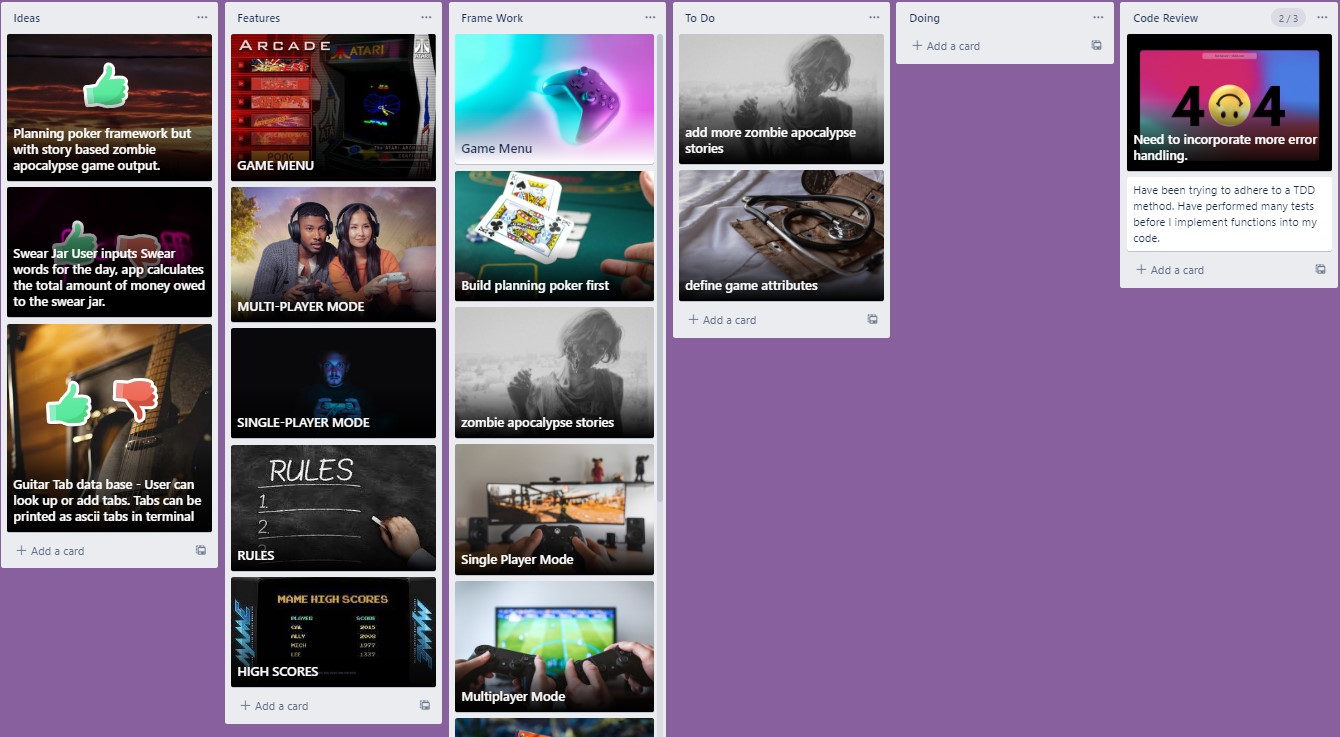 Ideas
Planning poker framework but
with story based zombie
apocalypse game output.
Swear Jar User inputs Swear
words for the day, app calculates
the total amount of money owed
to the swear jar.
Guitar Tab data base - User can
look up or add tabs. Tabs can be
printed as ascii tabs in terminal
+ Add a card
Features
ARCADE
ATARI
GAME MENU
MULTI-PLAYER MODE
SINGLE-PLAYER MODE
RULES
1
2
RULES
MAME HIGH SCORES
PLAYER SCORE
CAL 2015
ALLY 2008
MICH 1977
LEE 1337
HIGH SCORES
+ Add a card
Frame Work
Game Menu
Build planning poker first
zombie apocalypse stories
Single Player Mode
Multiplayer Mode
To Do
add more zombie apocalypse
stories
define game attributes
+ Add a card
Doing
+ Add a card
Code Review
2 / 3
4 4
Need to incorporate more error
handling.
Have been trying to adhere to a TDD
method. Have performed many tests
before I implement functions into my
code.
+ Add a card